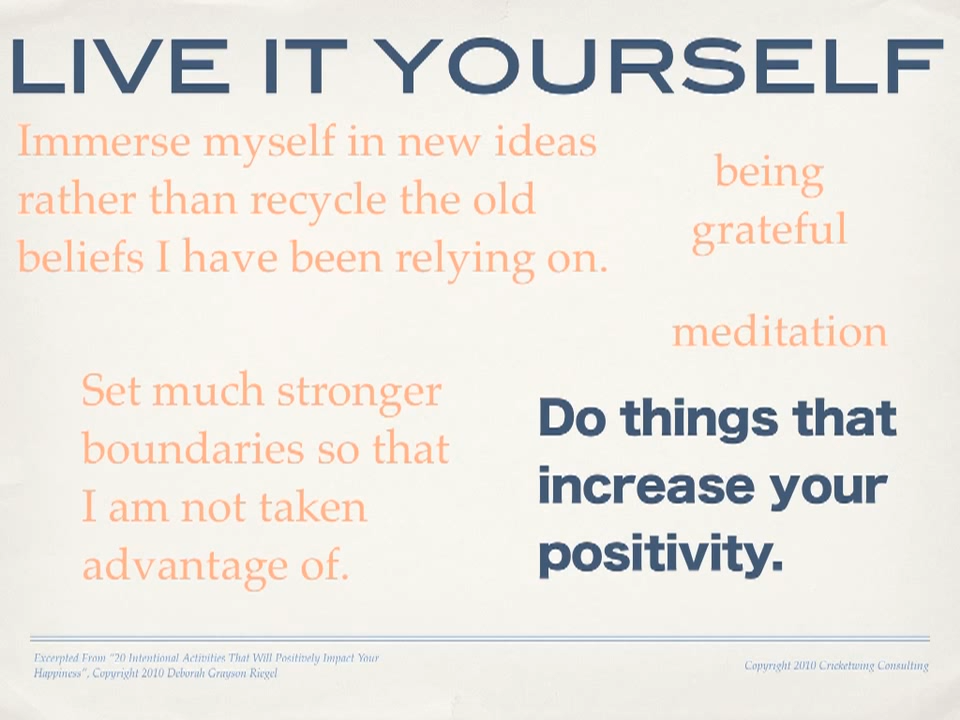 LIVE IT YOURSELF
Immerse myself in new ideas
rather than recycle the old
beliefs I have been relying on.
being
grateful
meditation
Set much stronger
boundaries so that
I am not taken
advantage of.
Do things that
increase your
positivity.
Excerpted From "20 Intentional Activities That Will Positively Impact Your
Happiness", Copyright 2010 Deborah Grayson Riegel
Copyright 2010 Cricketwing Consulting